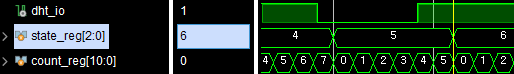 dht_io 1
state_reg[2:0] 6 4 5 6
count_reg[10:0] 0 4 5 6 7 0 1 2 3 4 5 0 1 2